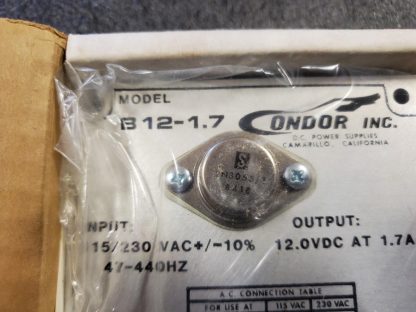 MODEL
B12-1.7
CONDOR INC.
D.C. POWER SUPPLIES
CAMARILLO, CALIFORNIA
S
2N3055
INPUT:
115/230 VAC+/-10%
47-440HZ
OUTPUT:
12.0VDC AT 1.7A
A.C. CONNECTION TABLE
FOR USE AT 115 VAC 230 VAC